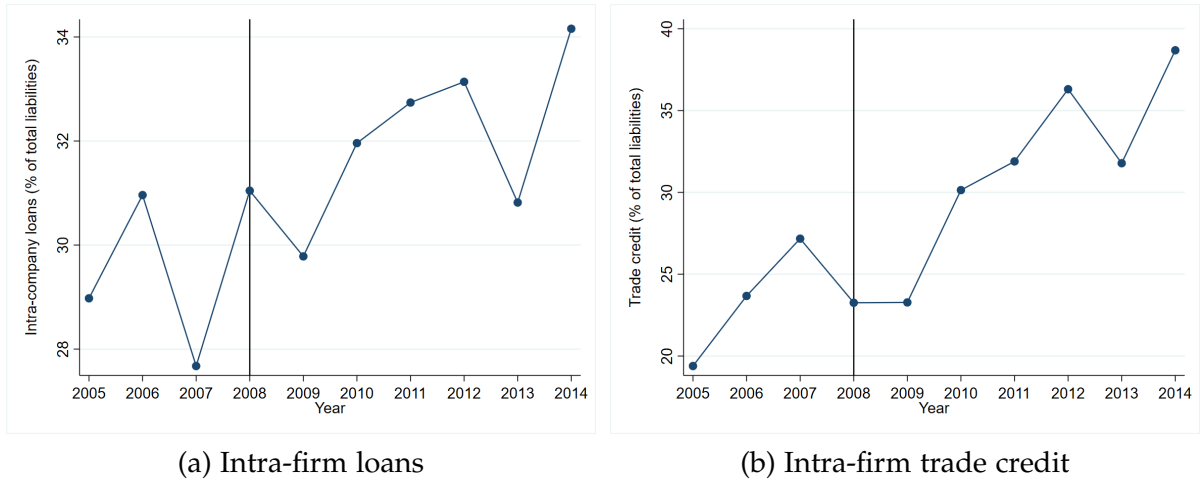 Intra-company loans (% of total liabilities)
34
32
30
28
2005 2006 2007 2008 2009 2010 2011 2012 2013 2014
Year
(a) Intra-firm loans
Trade credit (% of total liabilities)
40
35
30
25
20
2005 2006 2007 2008 2009 2010 2011 2012 2013 2014
Year
(b) Intra-firm trade credit